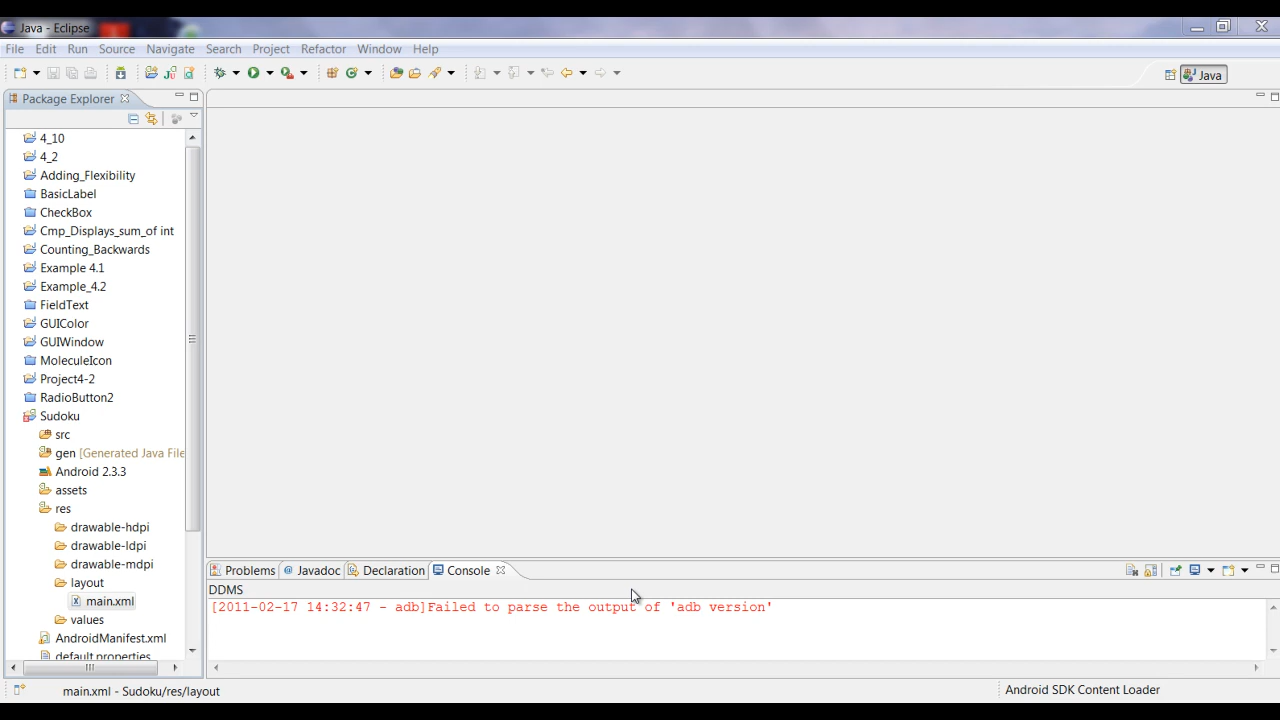 Java - Eclipse
File Edit Run Source Navigate Search Project Refactor Window Help
Java
Package Explorer
4_10
4_2
Adding_Flexibility
BasicLabel
CheckBox
Cmp_Displays_sum_of int
Counting_Backwards
Example 4.1
Example_4.2
FieldText
GUIColor
GUIWindow
MoleculeIcon
Project4-2
RadioButton2
Sudoku
src
gen [Generated Java File
Android 2.3.3
assets
res
drawable-hdpi
drawable-ldpi
drawable-mdpi
layout
main.xml
values
AndroidManifest.xml
default.properties
Problems @ Javadoc Declaration Console
DDMS
[2011-02-17 14:32:47 - adb]Failed to parse the output of 'adb version'
main.xml - Sudoku/res/layout
Android SDK Content Loader